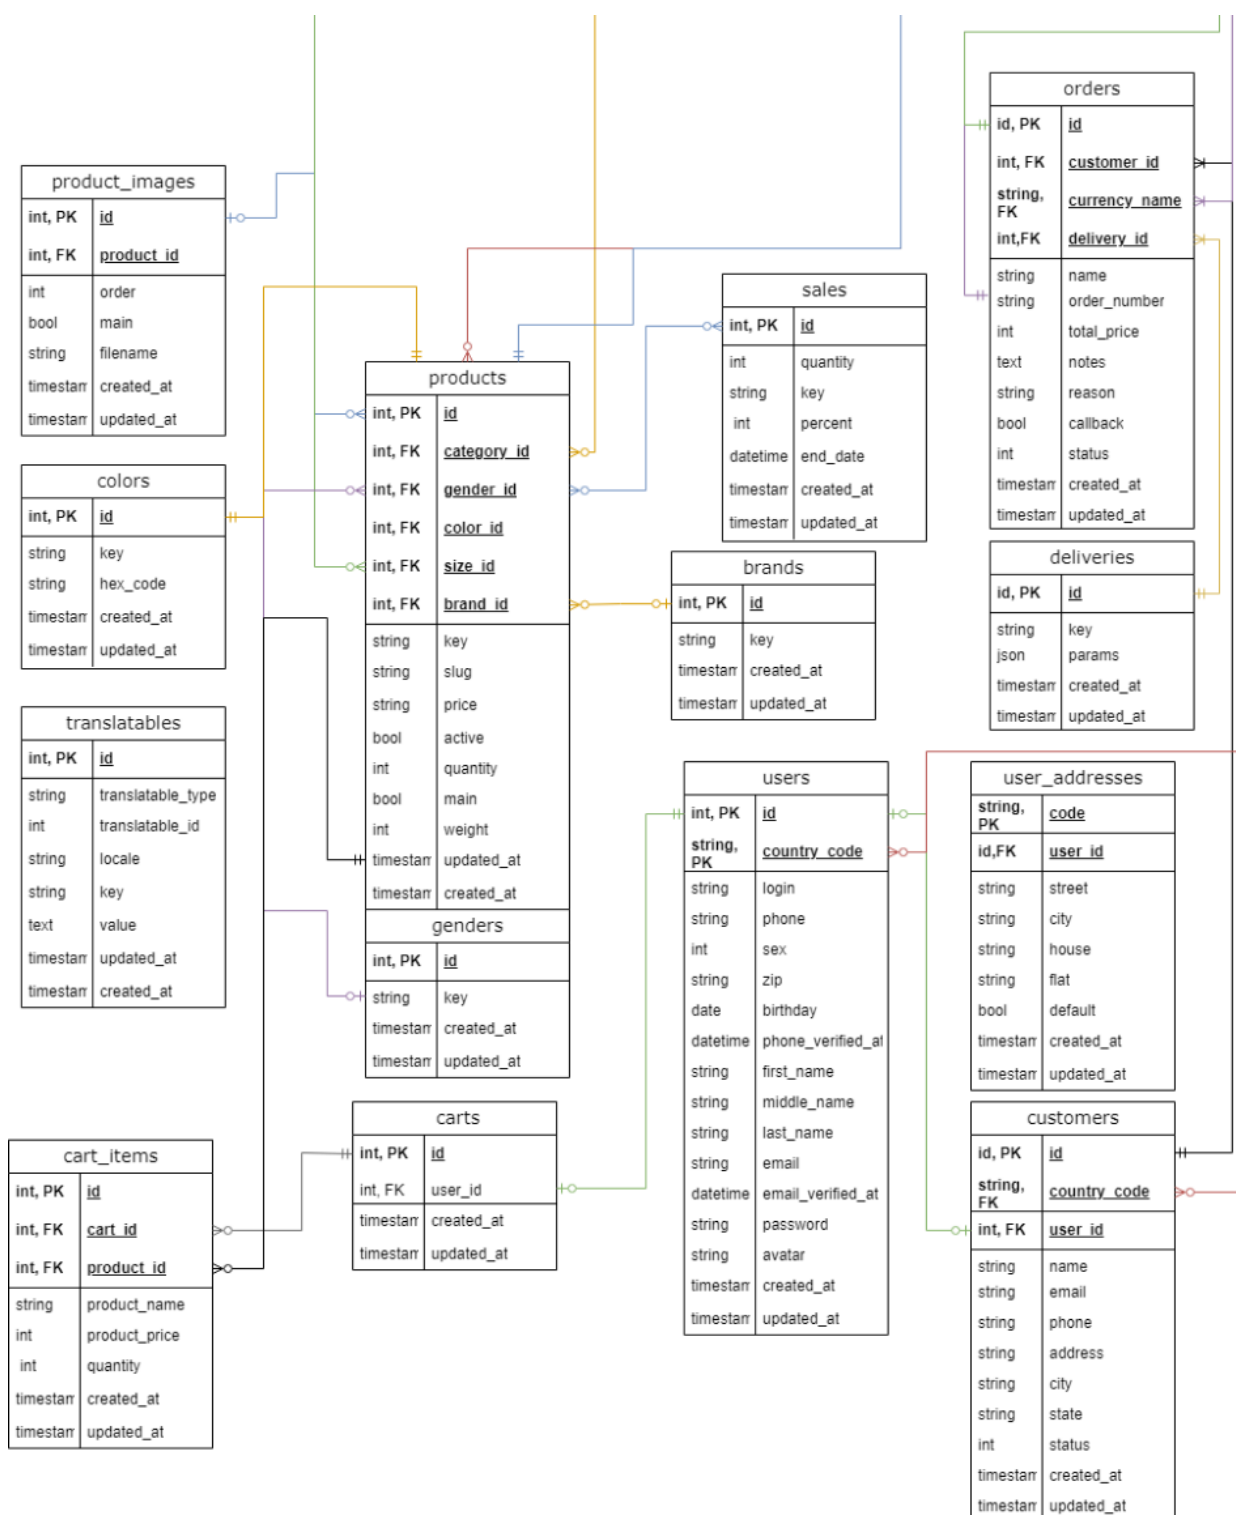 product_images
int, PK id
int, FK product_id
int order
bool main
string filename
timestam created_at
timestam updated_at
colors
int, PK id
string key
string hex_code
timestam created_at
timestam updated_at
translatables
int, PK id
string translatable_type
int translatable_id
string locale
string key
text value
timestam updated_at
timestam created_at
cart_items
int, PK id
int, FK cart_id
int, FK product_id
string product_name
int product_price
int quantity
timestam created_at
timestam updated_at
products
int, PK id
int, FK category_id
int, FK gender_id
int, FK color_id
int, FK size_id
int, FK brand_id
string key
string slug
string price
bool active
int quantity
bool main
int weight
timestam updated_at
timestam created_at
genders
int, PK id
string key
timestam created_at
timestam updated_at
carts
int, PK id
int, FK user_id
timestam created_at
timestam updated_at
sales
int, PK id
int quantity
string key
int percent
datetime end_date
timestam created_at
timestam updated_at
brands
int, PK id
string key
timestam created_at
timestam updated_at
users
int, PK id
string,
PK country_code
string login
string phone
int sex
string zip
date birthday
datetime phone_verified_at
string first_name
string middle_name
string last_name
string email
datetime email_verified_at
string password
string avatar
timestam created_at
timestam updated_at
orders
id, PK id
int, FK customer_id
string,
FK currency_name
int,FK delivery_id
string name
string order_number
int total_price
text notes
string reason
bool callback
int status
timestam created_at
timestam updated_at
deliveries
id, PK id
string key
json params
timestam created_at
timestam updated_at
user_addresses
string,
PK code
id,FK user_id
string street
string city
string house
string flat
bool default
timestam created_at
timestam updated_at
customers
id, PK id
string,
FK country_code
int, FK user_id
string name
string email
string phone
string address
string city
string state
int status
timestam created_at
timestam updated_at